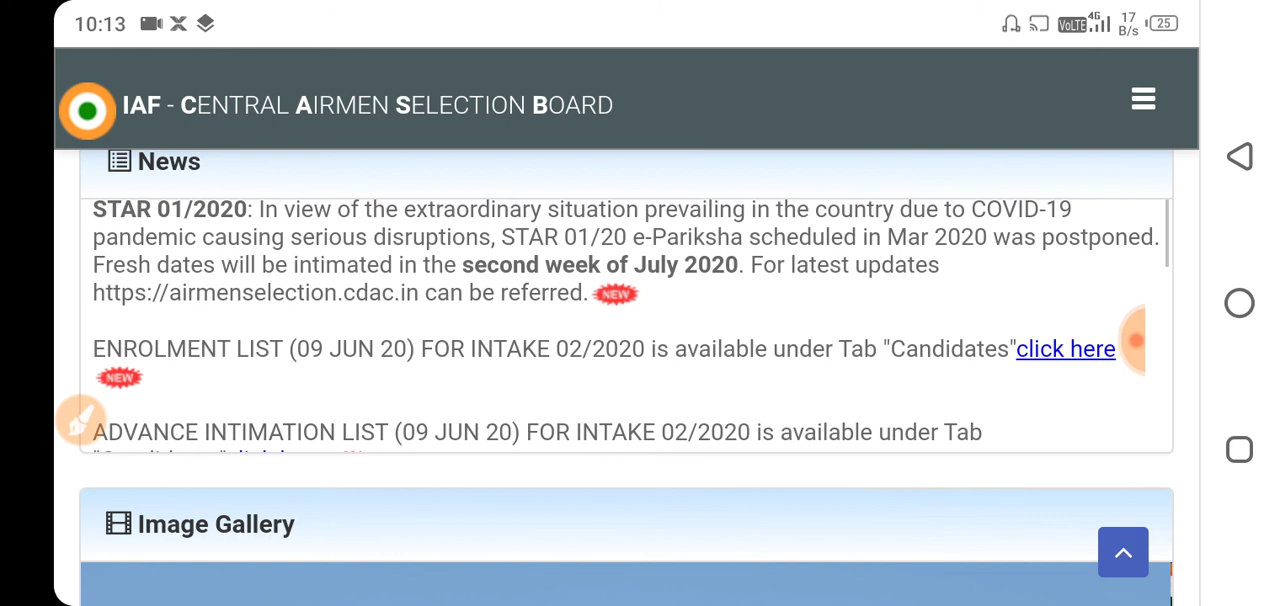 10:13
4G
VoLTE
17
B/s
25
IAF - CENTRAL AIRMEN SELECTION BOARD
News
STAR 01/2020: In view of the extraordinary situation prevailing in the country due to COVID-19
pandemic causing serious disruptions, STAR 01/20 e-Pariksha scheduled in Mar 2020 was postponed.
Fresh dates will be intimated in the second week of July 2020. For latest updates
https://airmenselection.cdac.in can be referred. NEW
ENROLMENT LIST (09 JUN 20) FOR INTAKE 02/2020 is available under Tab "Candidates"click here
NEW
ADVANCE INTIMATION LIST (09 JUN 20) FOR INTAKE 02/2020 is available under Tab
Image Gallery